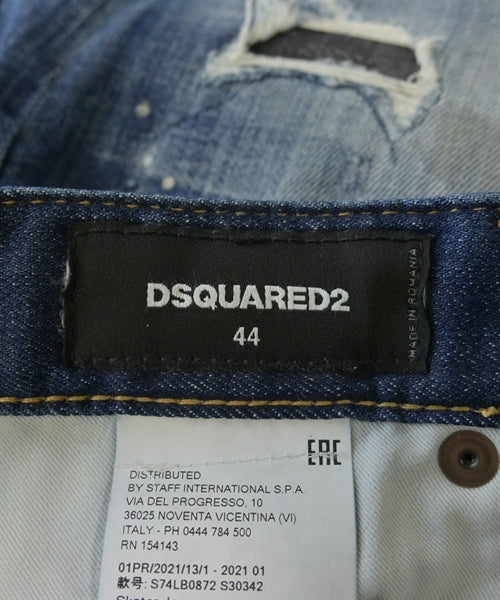 DSQUARED2
44
MADE IN ROMANIA
EAC
DISTRIBUTED
BY STAFF INTERNATIONAL S.P.A.
VIA DEL PROGRESSO, 10
36025 NOVENTA VICENTINA (VI)
ITALY - PH 0444 784 500
RN 154143
01PR/2021/13/1 - 2021 01
款号: S74LB0872 S30342